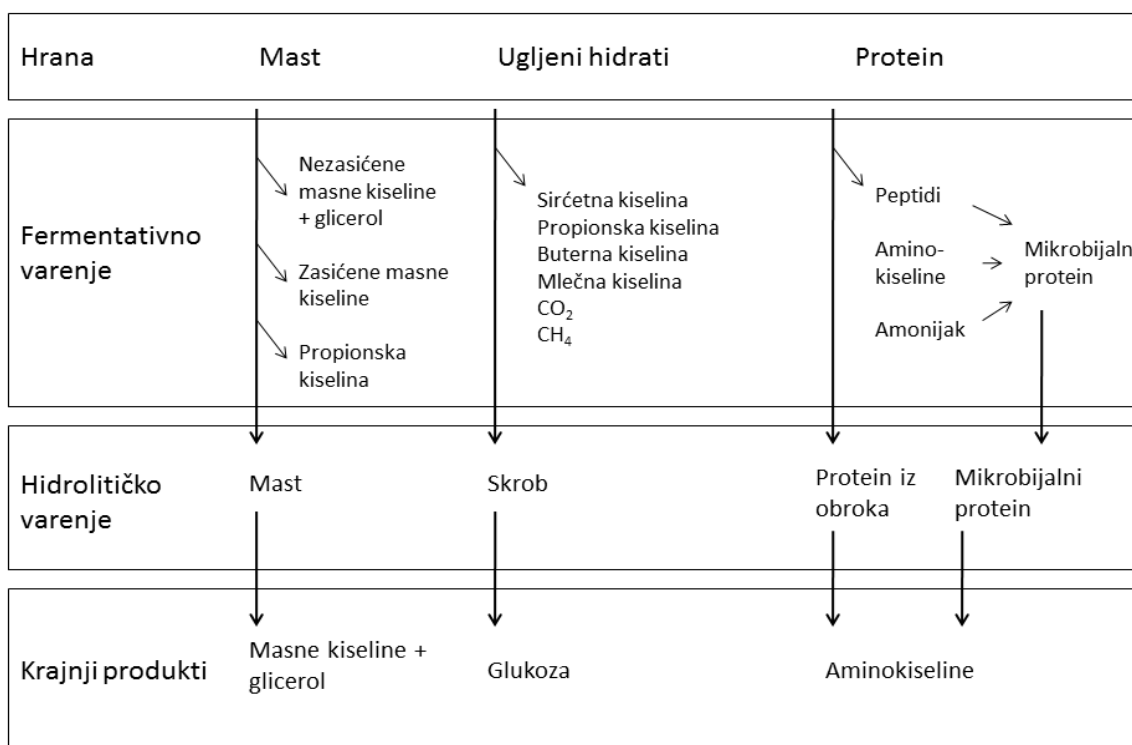 Hrana
Mast
Ugljeni hidrati
Protein
Fermentativno
varenje
Nezasićene
masne kiseline
+ glicerol
Zasićene masne
kiseline
Propionska
kiselina
Sirćetna kiselina
Propionska kiselina
Buterna kiselina
Mlečna kiselina
CO₂
CH₄
Peptidi
Amino-
kiseline
Amonijak
Mikrobijaln
protein
Hidrolitičko
varenje
Mast
Skrob
Protein iz
obroka
Mikrobijalni
protein
Krajnji produkti
Masne kiseline +
glicerol
Glukoza
Aminokiseline